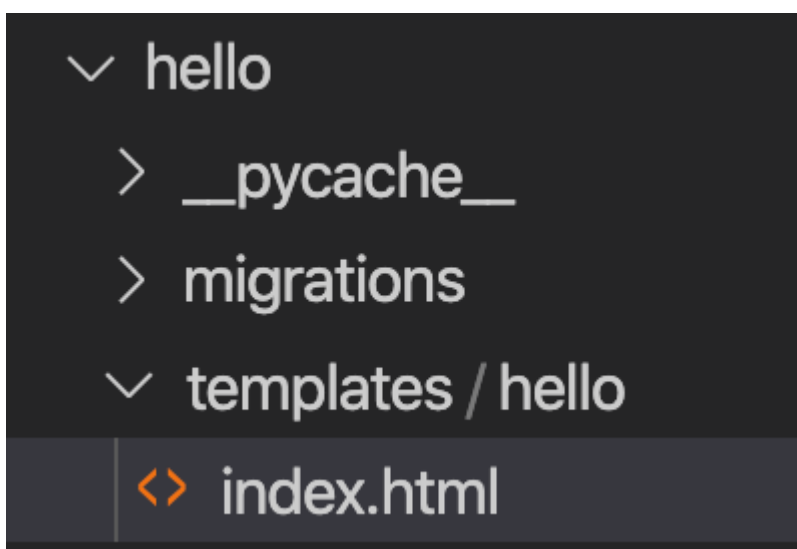 hello
__pycache__
migrations
templates / hello
index.html